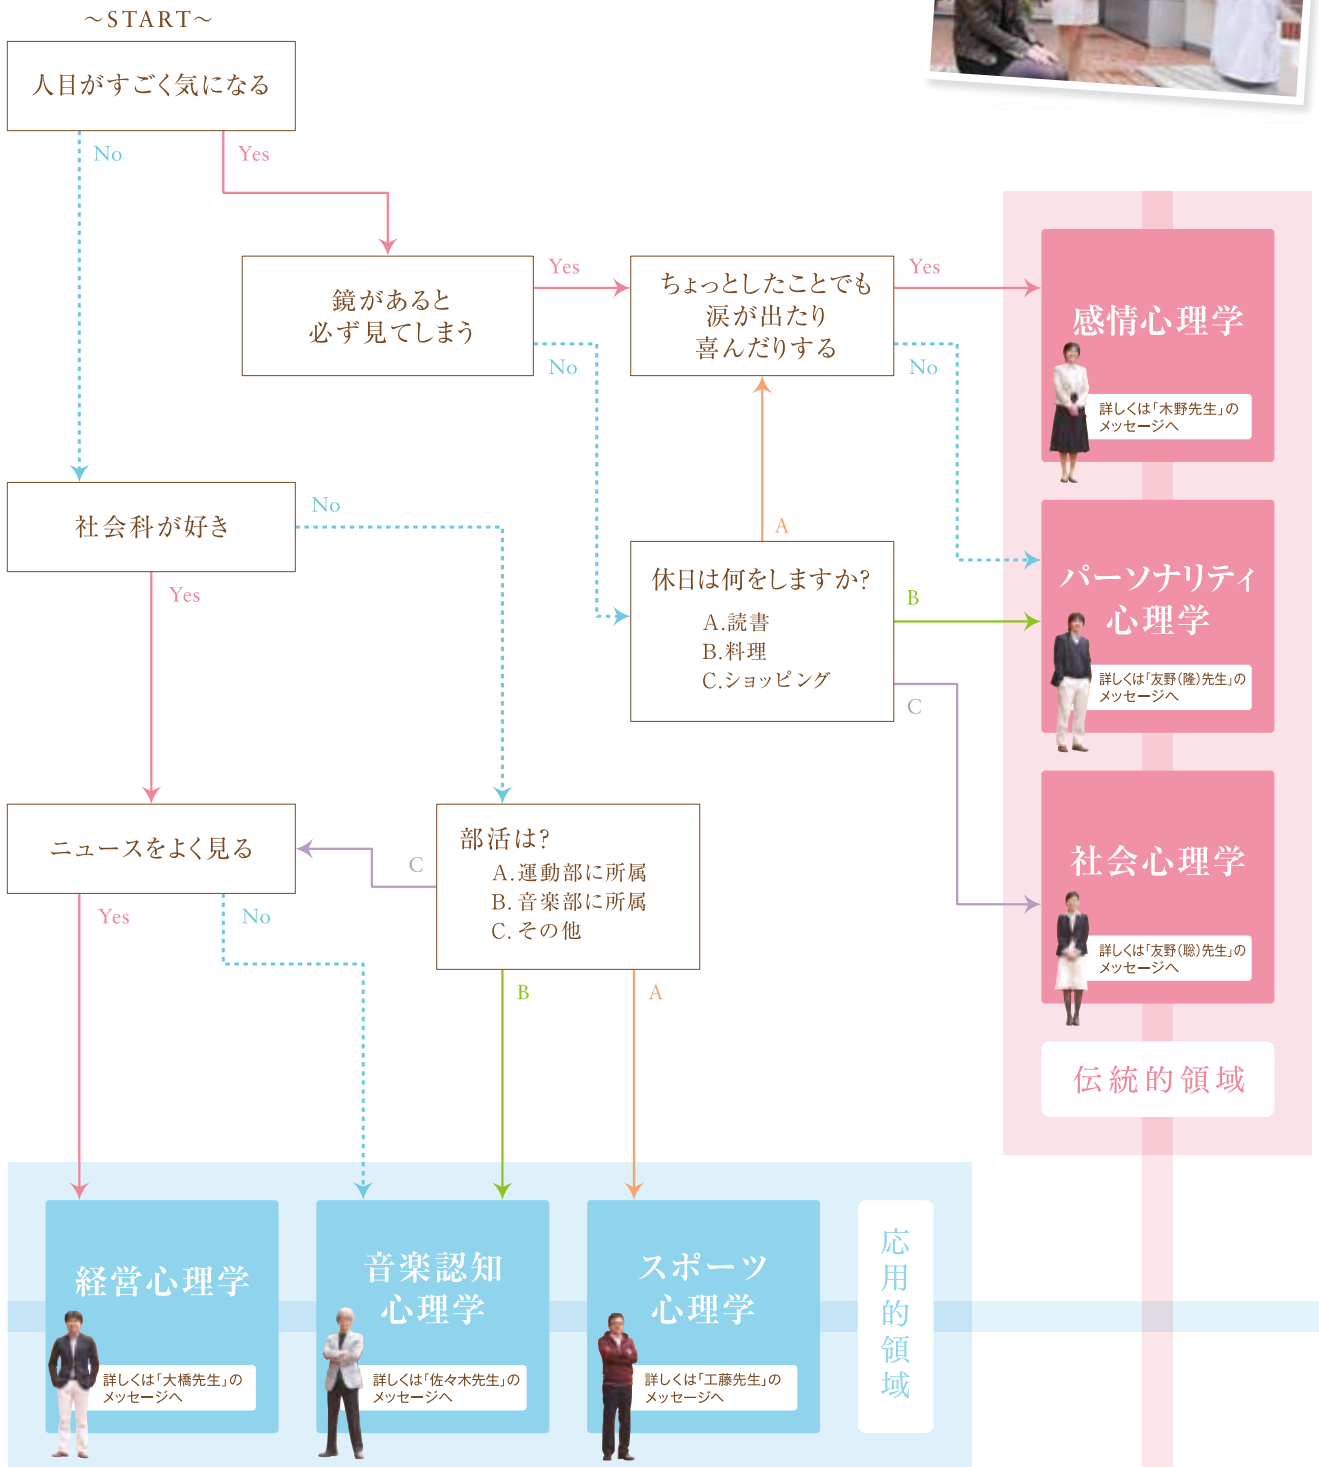 ～START～
人目がすごく気になる
No
Yes
鏡があると
必ず見てしまう
Yes
No
ちょっとしたことでも
涙が出たり
喜んだりする
Yes
No
感情心理学
詳しくは「木野先生」の
メッセージへ
社会科が好き
No
Yes
A
休日は何をしますか?
A.読書
B.料理
C.ショッピング
B
C
パーソナリティ
心理学
詳しくは「友野(隆)先生」の
メッセージへ
社会心理学
詳しくは「友野(聡)先生」の
メッセージへ
伝統的領域
ニュースをよく見る
Yes
No
部活は?
A.運動部に所属
B.音楽部に所属
C.その他
C
B
A
経営心理学
詳しくは「大橋先生」の
メッセージへ
音楽認知
心理学
詳しくは「佐々木先生」の
メッセージへ
スポーツ
心理学
詳しくは「工藤先生」の
メッセージへ
応用的領域